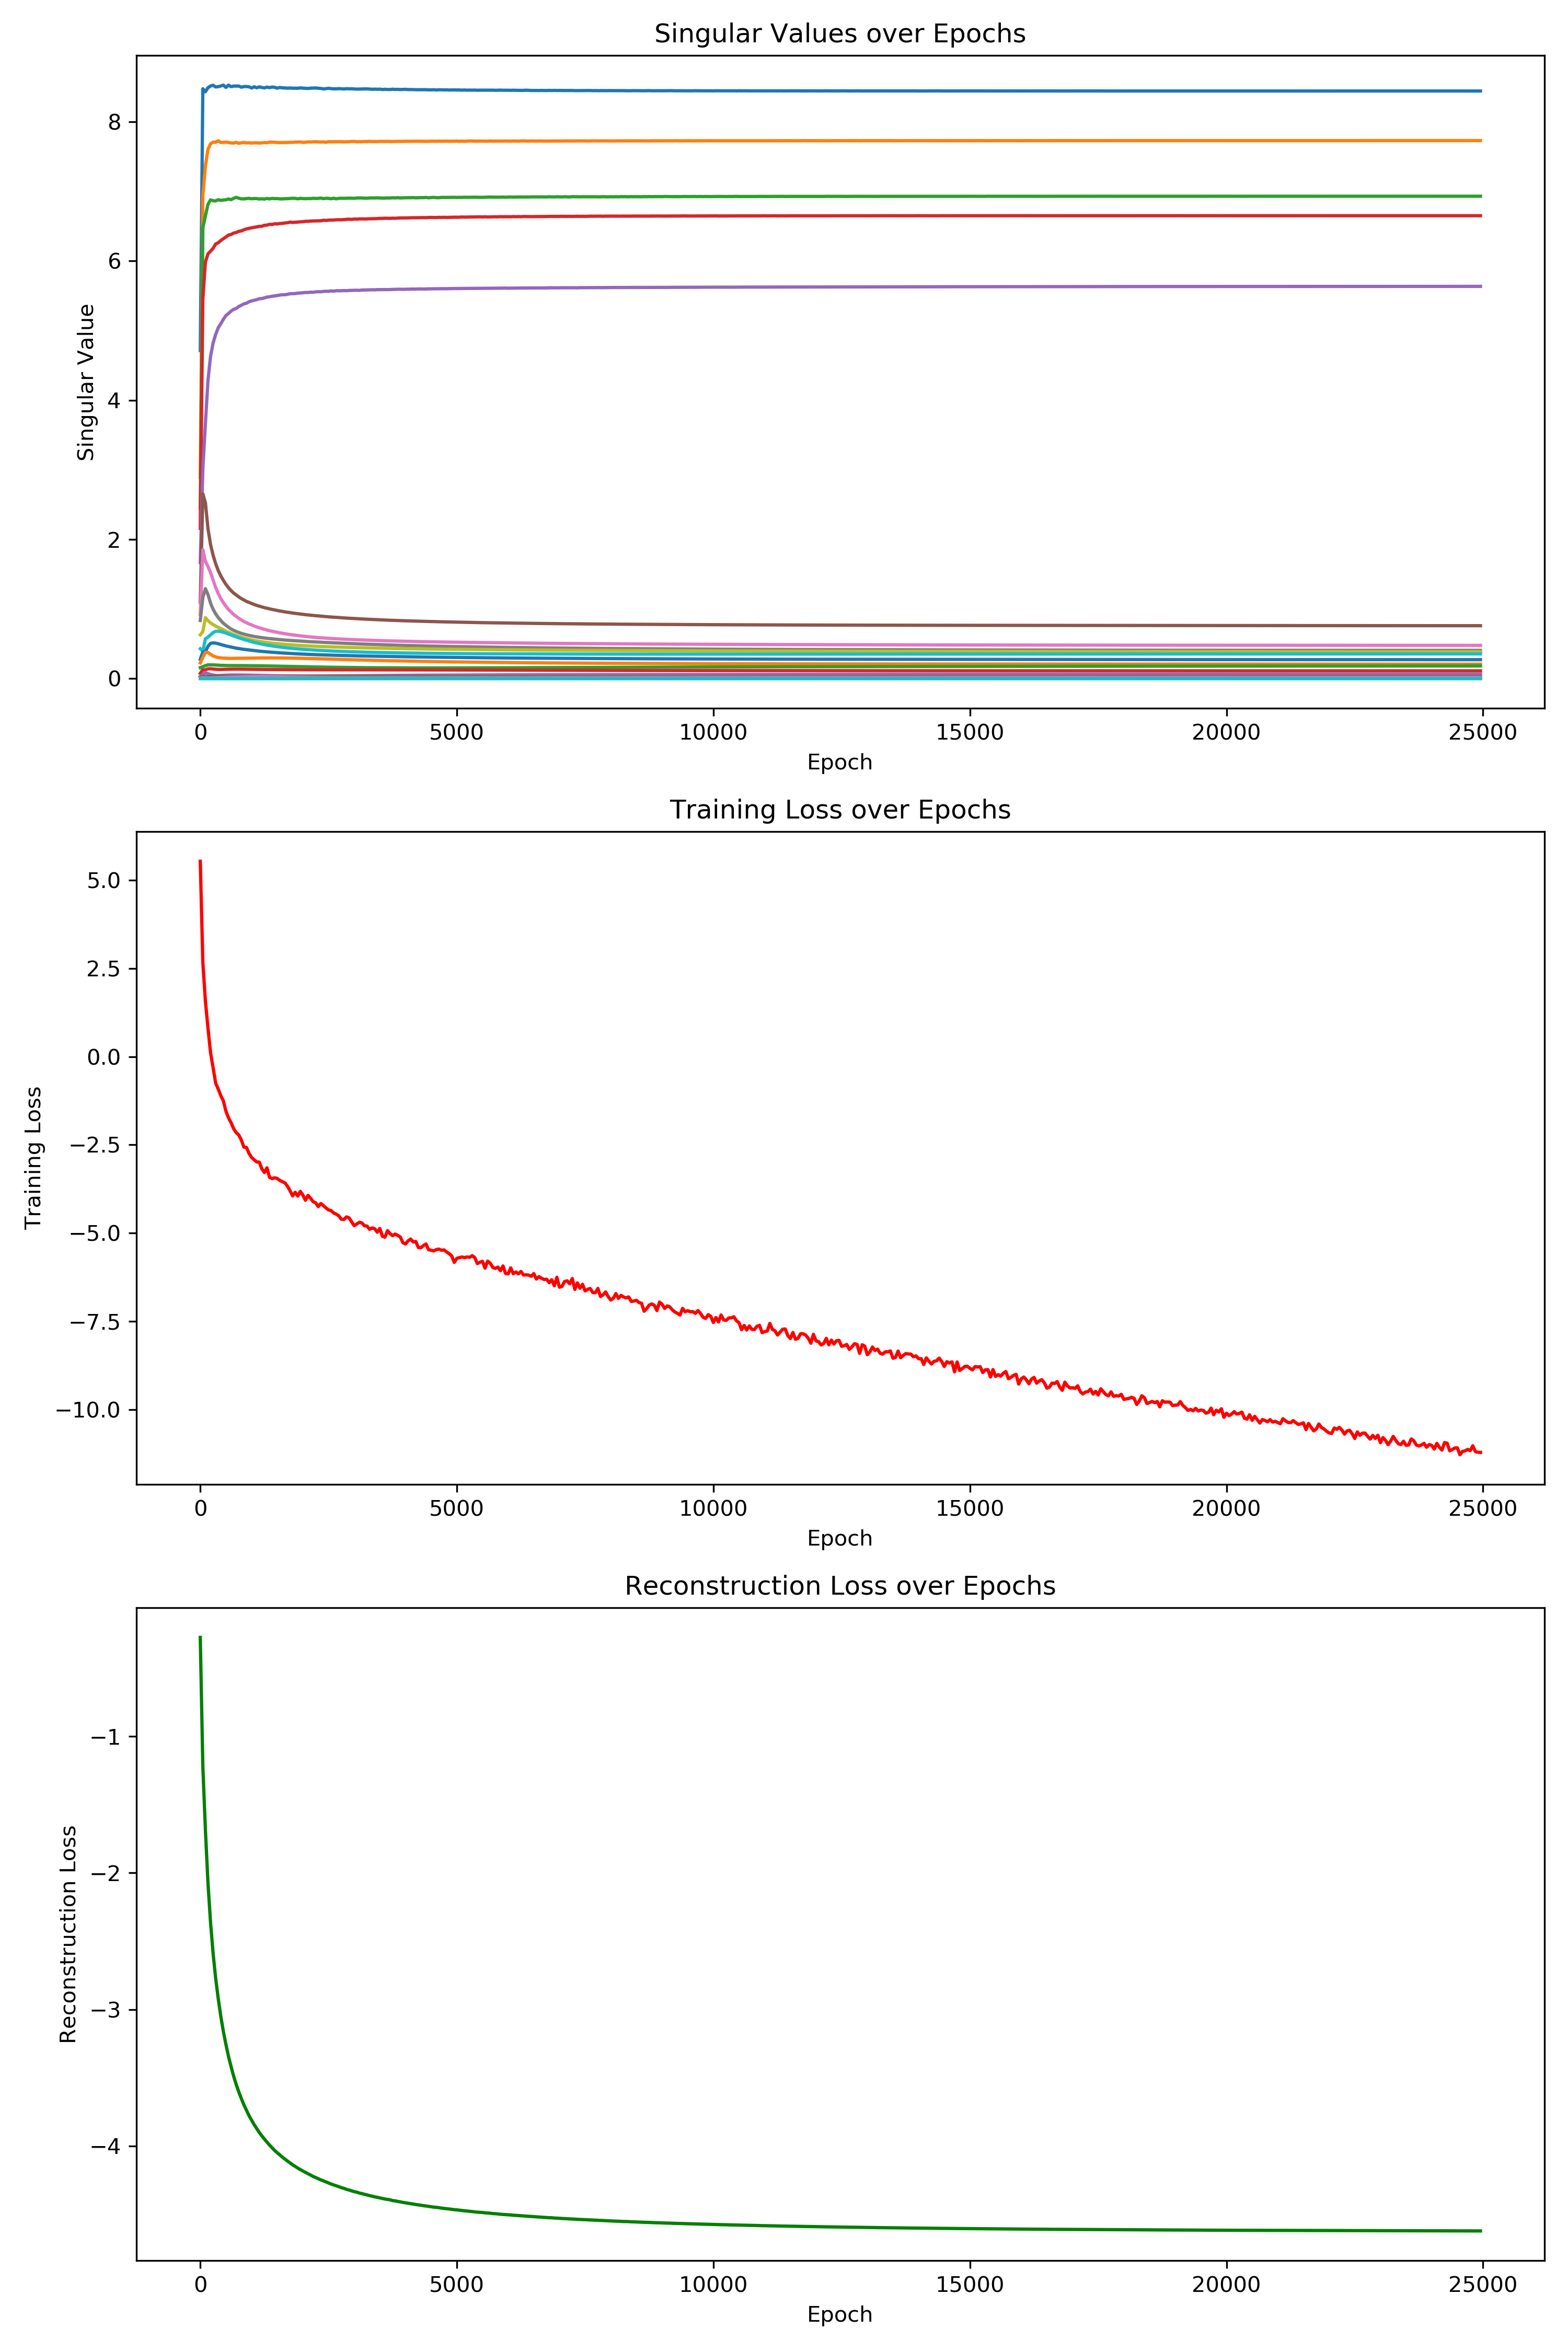 Singular Values over Epochs
8
6
4
2
0
Singular Value
0 5000 10000 15000 20000 25000
Epoch
Training Loss over Epochs
5.0
2.5
0.0
−2.5
−5.0
−7.5
−10.0
Training Loss
0 5000 10000 15000 20000 25000
Epoch
Reconstruction Loss over Epochs
−1
−2
−3
−4
Reconstruction Loss
0 5000 10000 15000 20000 25000
Epoch